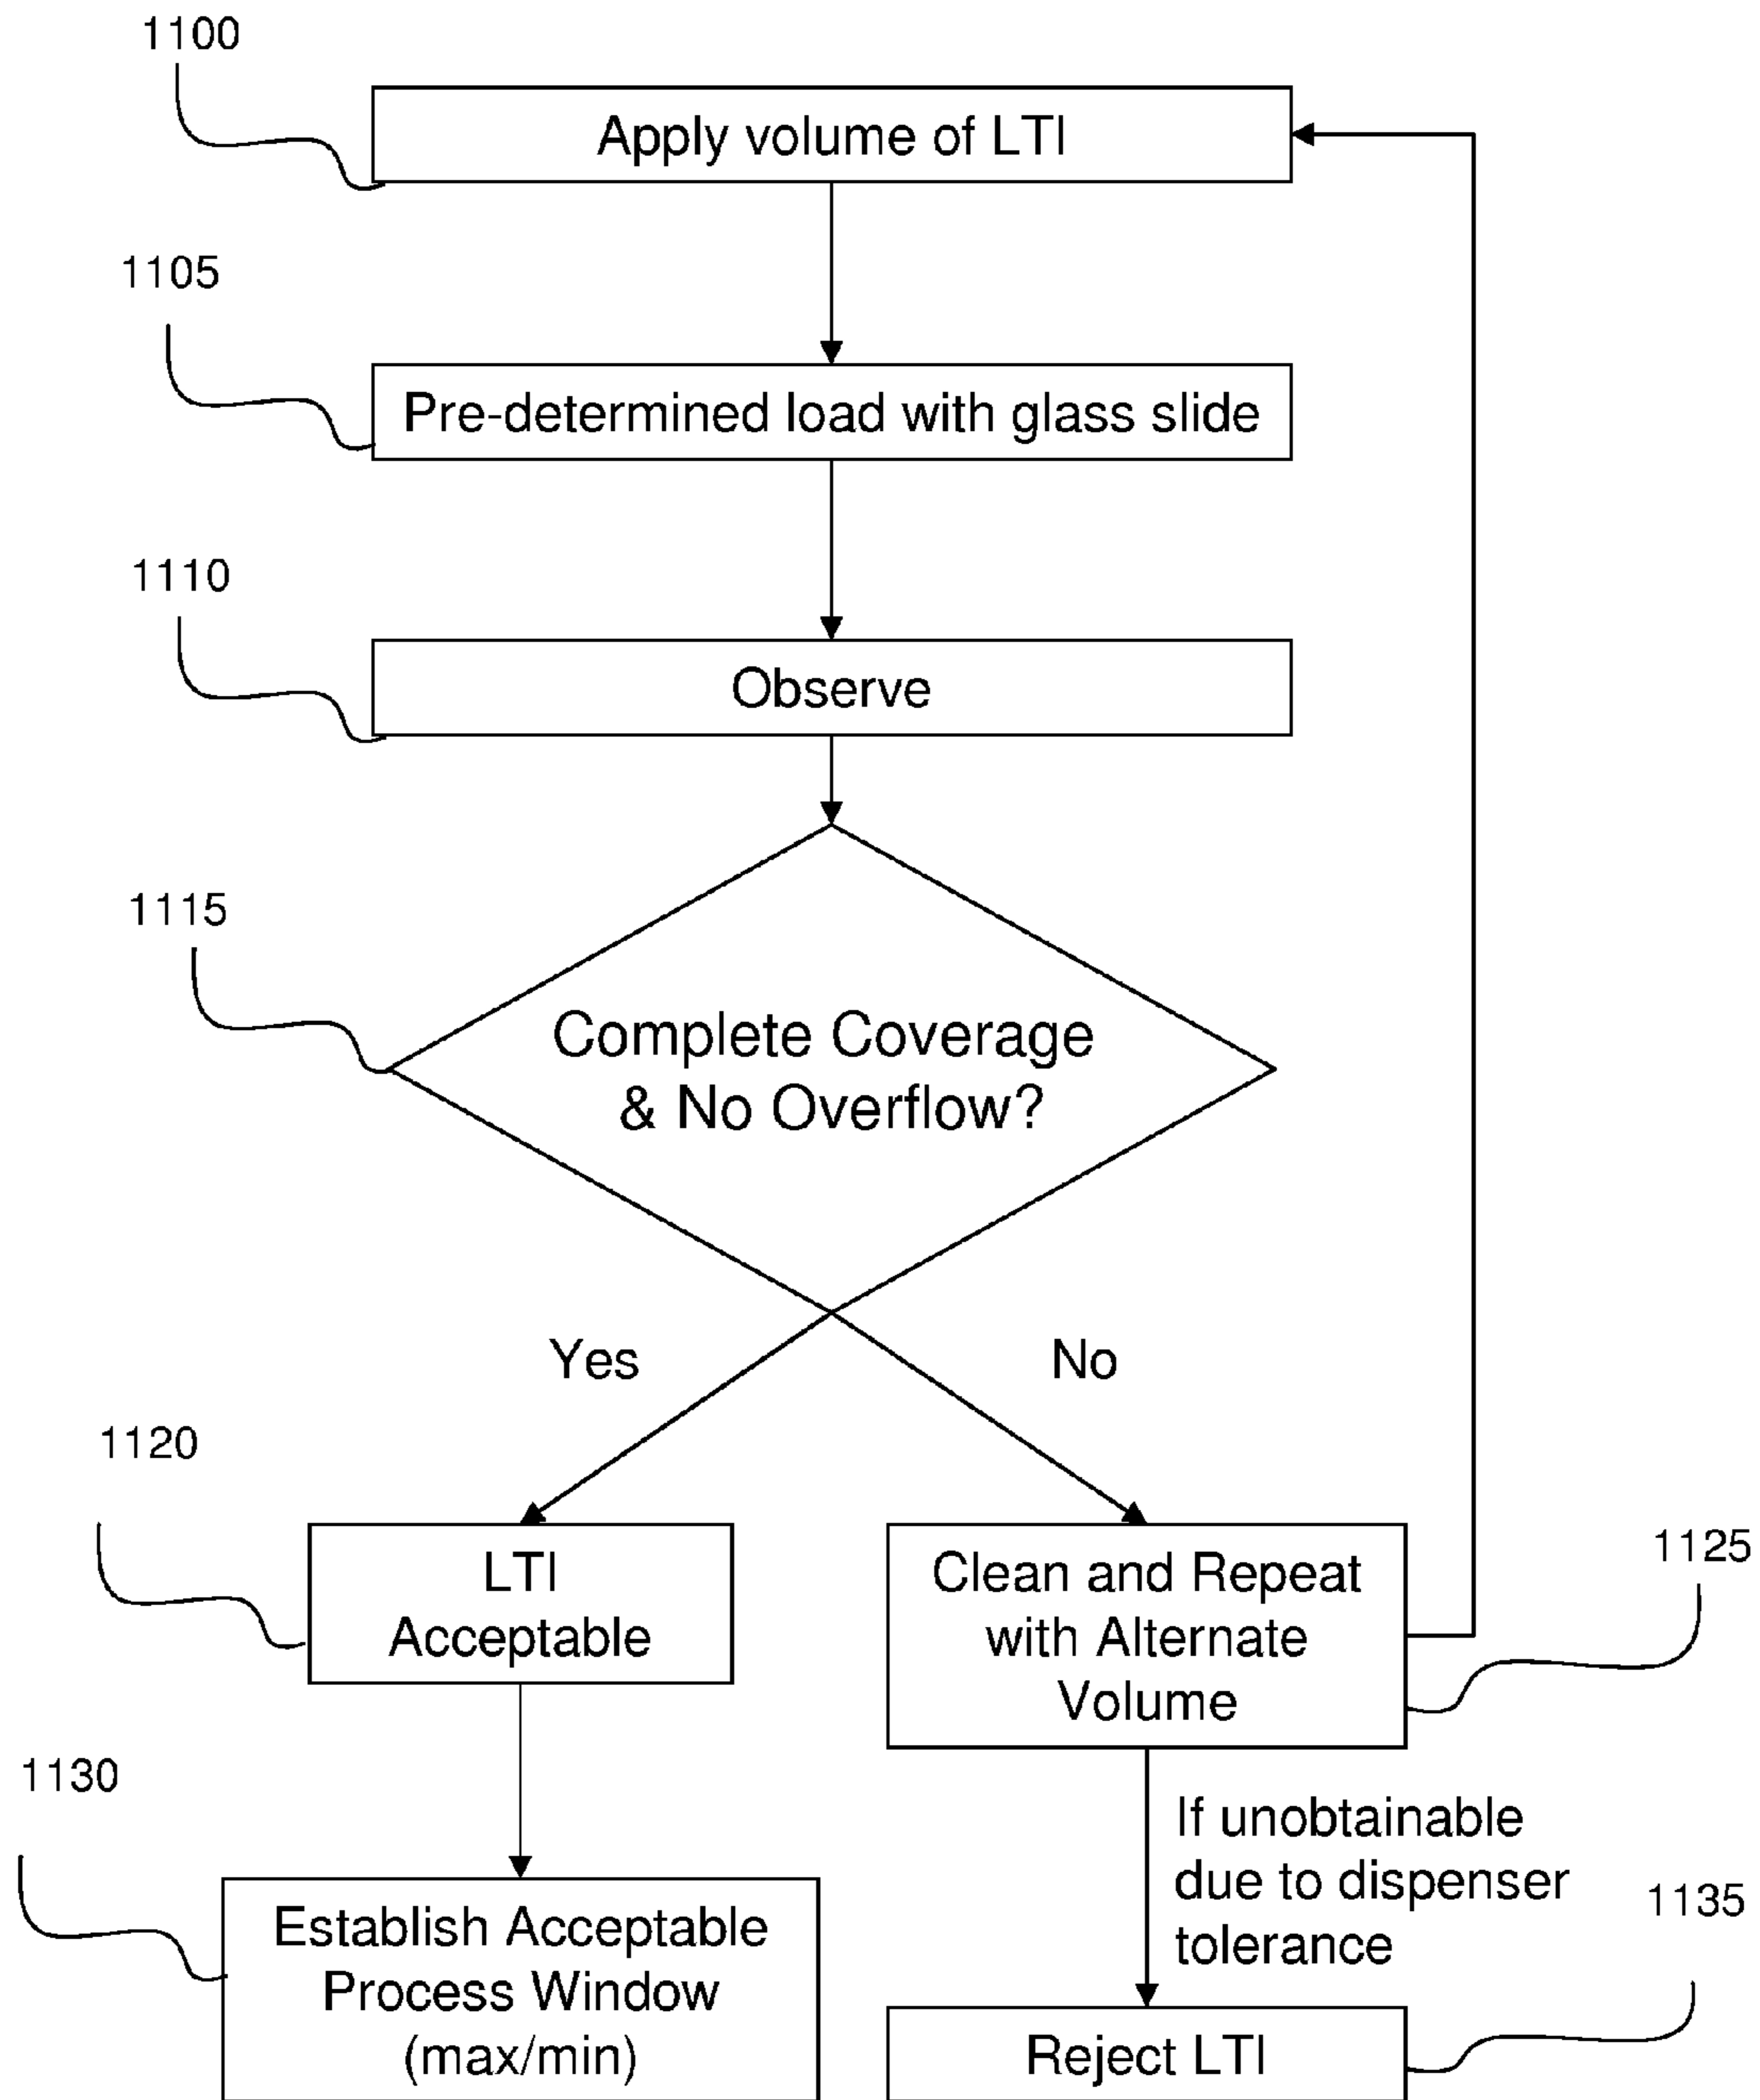 1100
Apply volume of LTI
1105
Pre-determined load with glass slide
1110
Observe
1115
Complete Coverage
& No Overflow?
Yes
No
1120
LTI
Acceptable
1125
Clean and Repeat
with Alternate
Volume
1130
Establish Acceptable
Process Window
(max/min)
If unobtainable
due to dispenser
tolerance
1135
Reject LTI